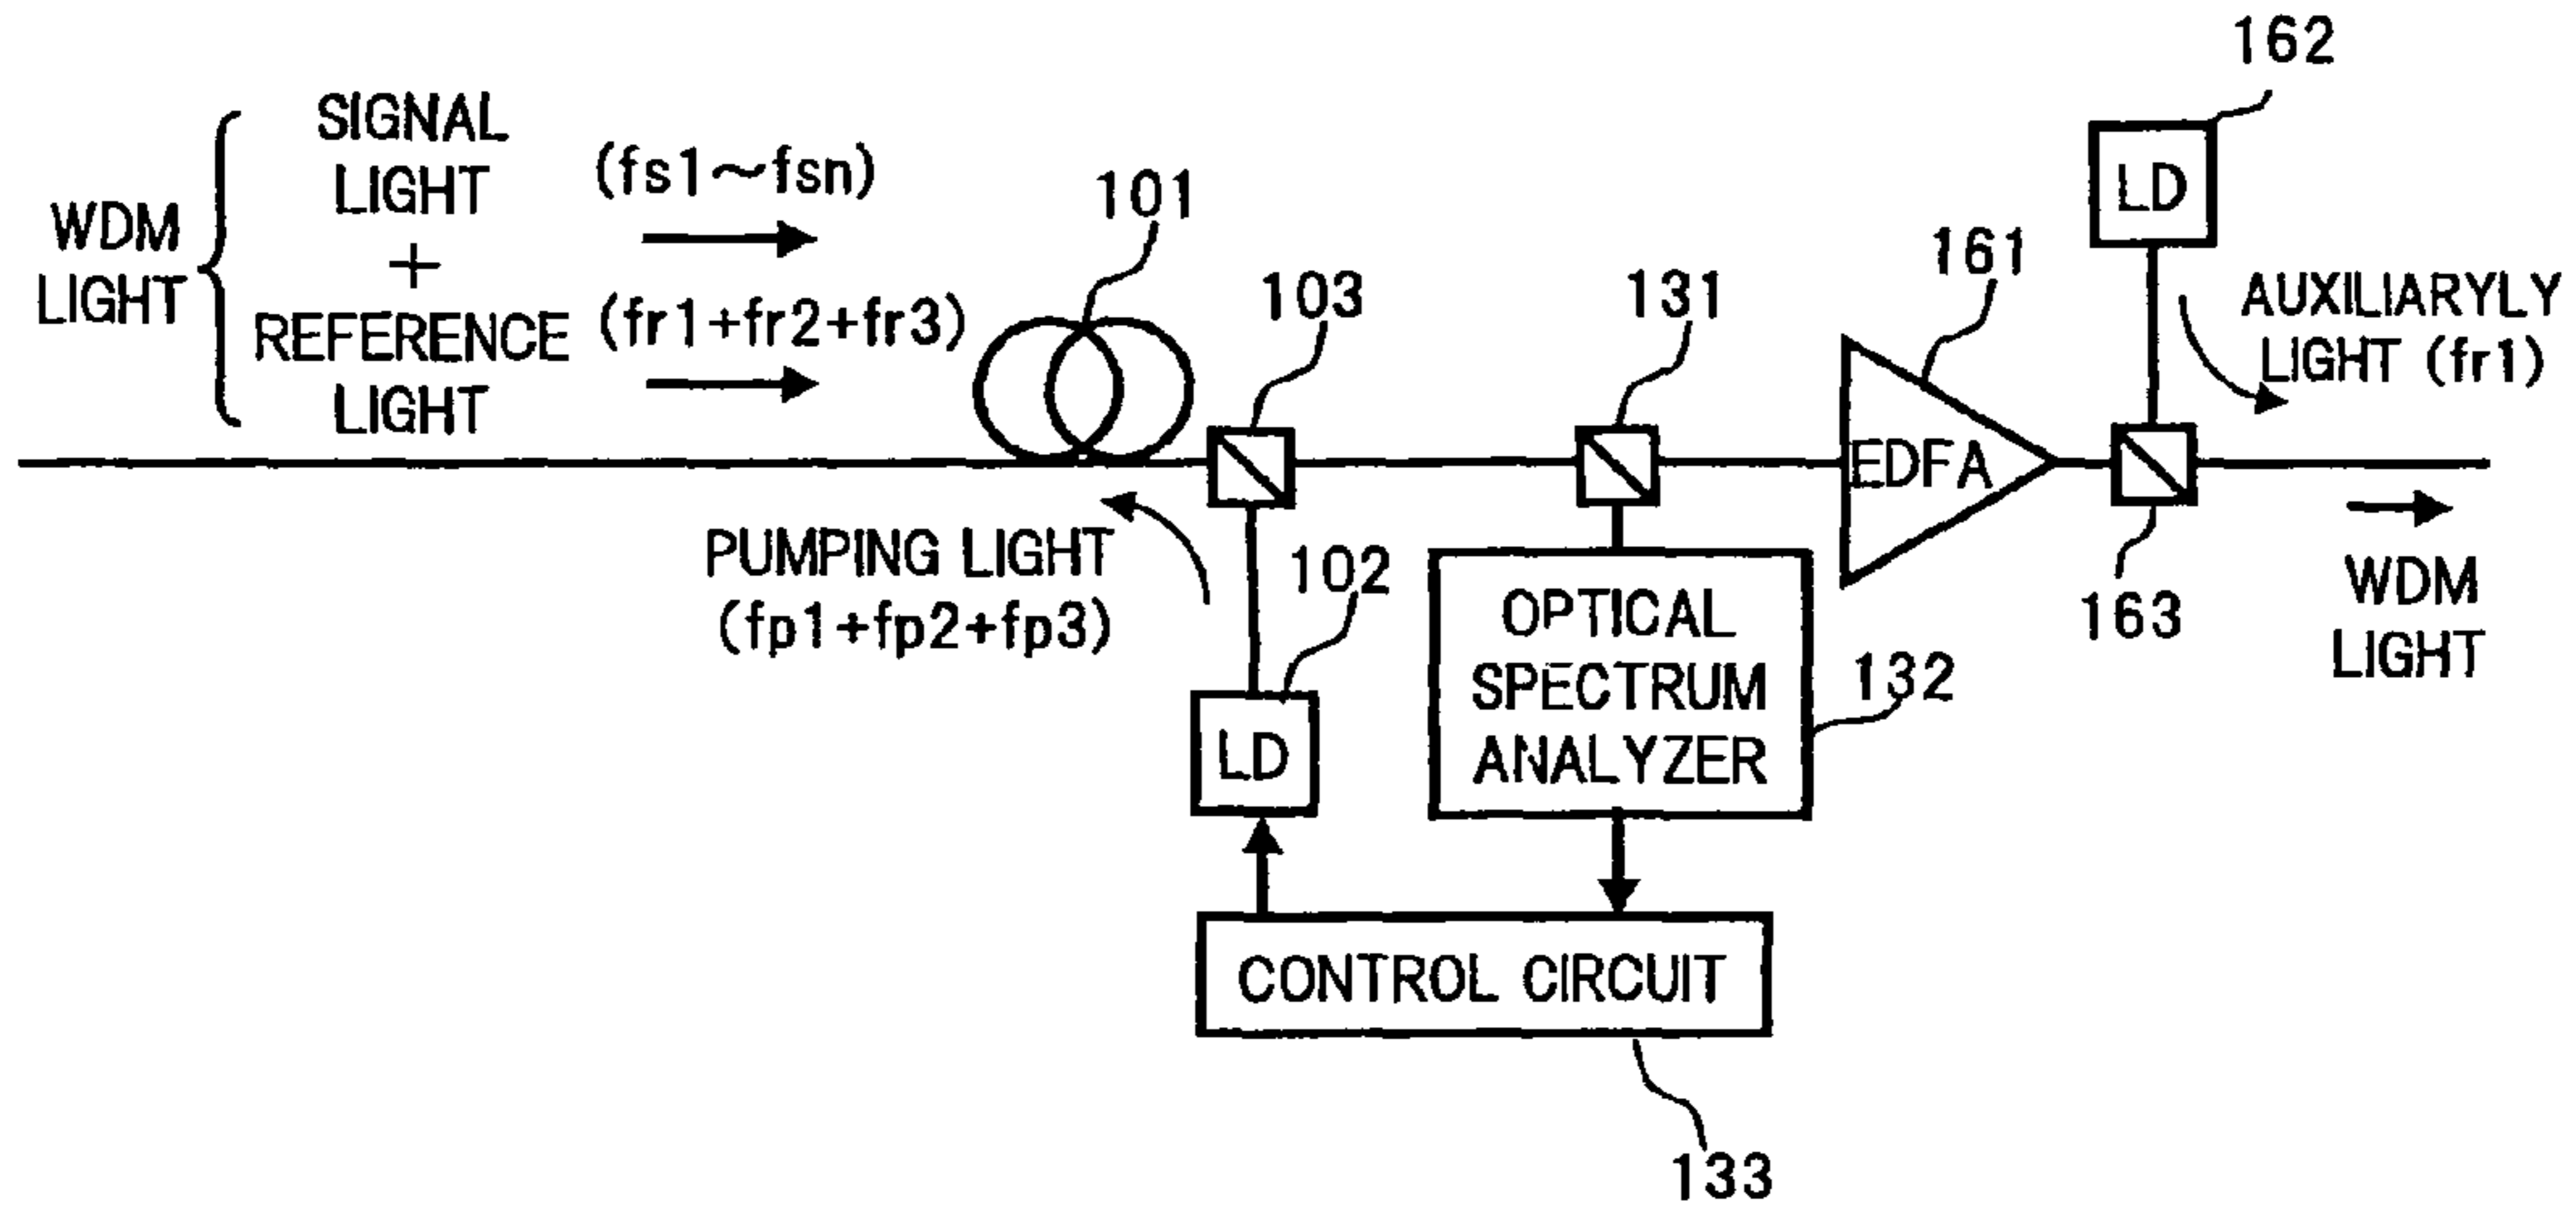 162
SIGNAL
LIGHT
(fs1~fsn)
+
REFERENCE
LIGHT
(fr1+fr2+fr3)
WDM
LIGHT
101
103
131
161
LD
AUXILIARYLY
LIGHT (fr1)
EDFA
PUMPING LIGHT
(fp1+fp2+fp3)
102
LD
OPTICAL
SPECTRUM
ANALYZER
132
163
WDM
LIGHT
CONTROL CIRCUIT
133